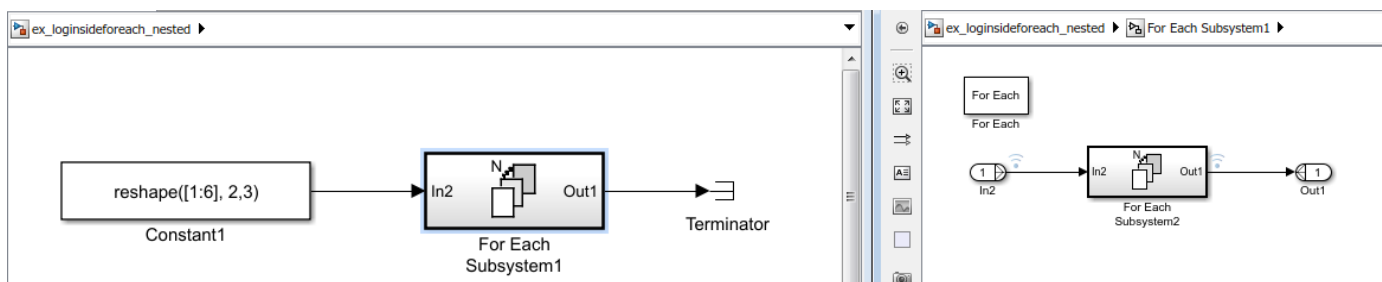 ex_loginsideforeach_nested
reshape([1:6], 2,3)
Constant1
In2
N
Out1
For Each
Subsystem1
Terminator
ex_loginsideforeach_nested For Each Subsystem1
For Each
For Each
1
In2
In2
N
Out1
For Each
Subsystem2
1
Out1